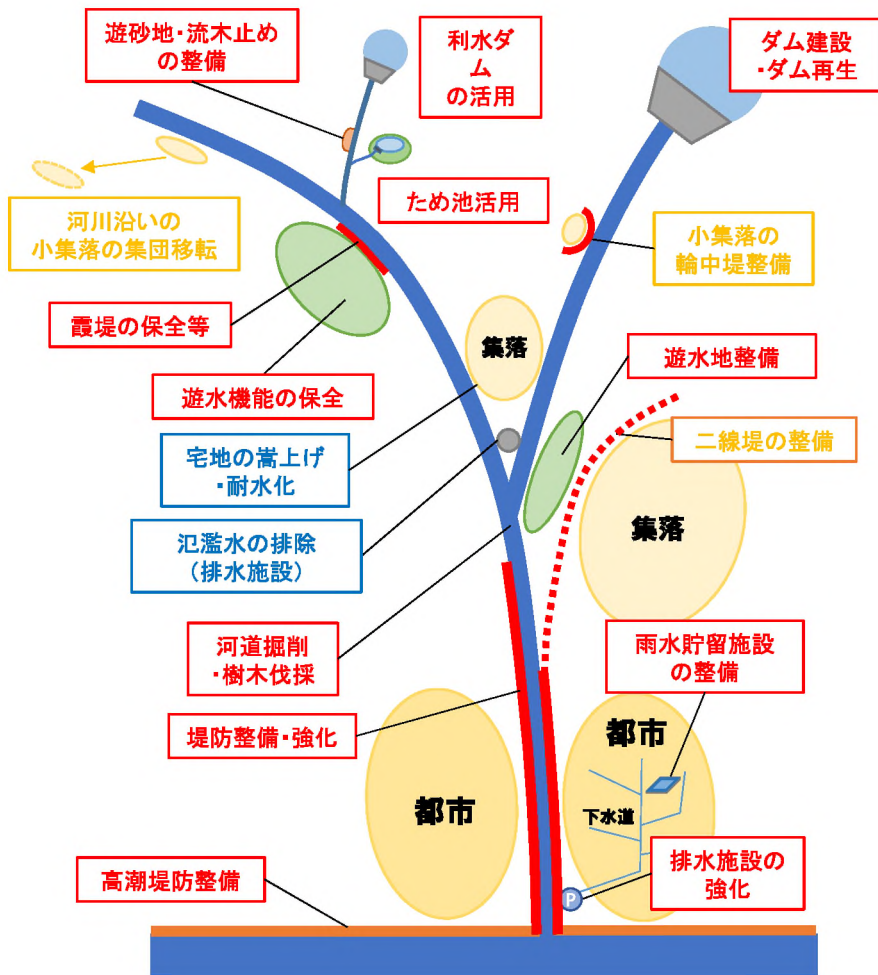 遊砂地・流木止め
の整備
利水ダ
ム
の活用
ダム建設
・ダム再生
河川沿いの
小集落の集団移転
ため池活用
小集落の
輪中堤整備
霞堤の保全等
集落
遊水地整備
遊水機能の保全
二線堤の整備
宅地の嵩上げ
・耐水化
集落
氾濫水の排除
（排水施設）
河道掘削
・樹木伐採
雨水貯留施設
の整備
堤防整備・強化
都市
都市
下水道
排水施設の
強化
P
高潮堤防整備